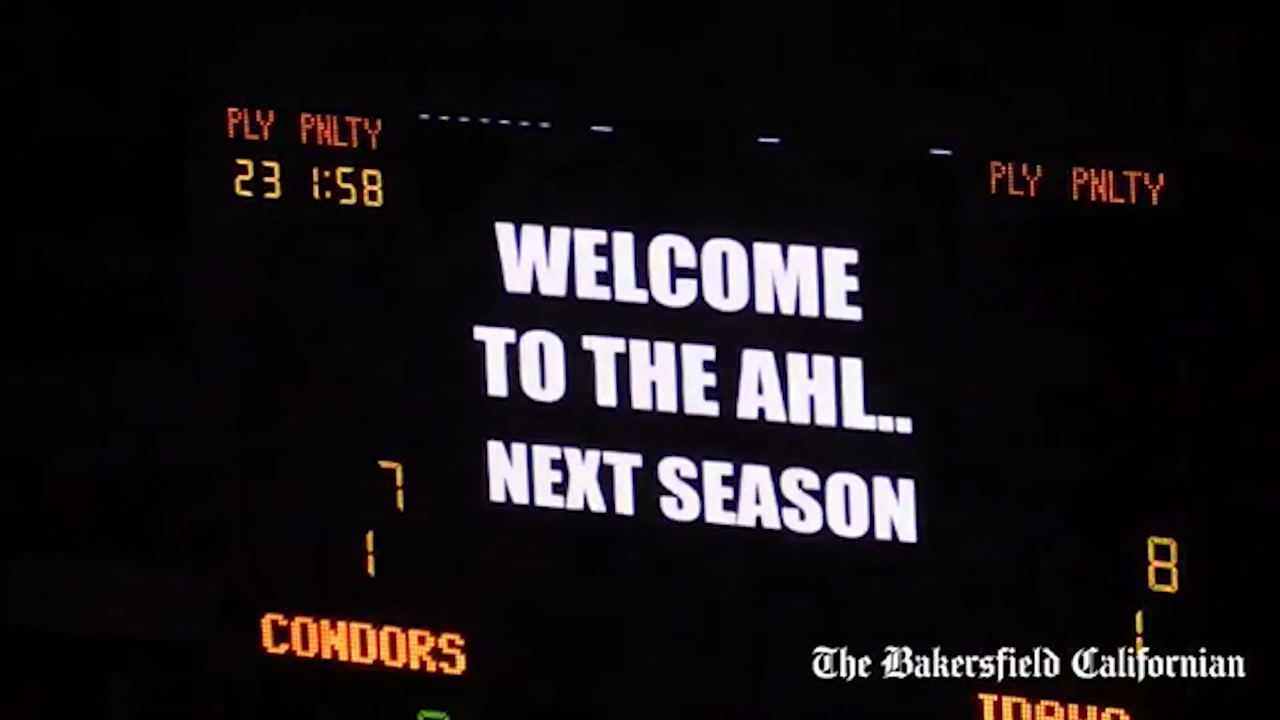 PLY PNLTY
23 1:58
PLY PNLTY
WELCOME
TO THE AHL..
NEXT SEASON
7
1
CONDORS
8
1
The Bakersfield Californian
IDAHO